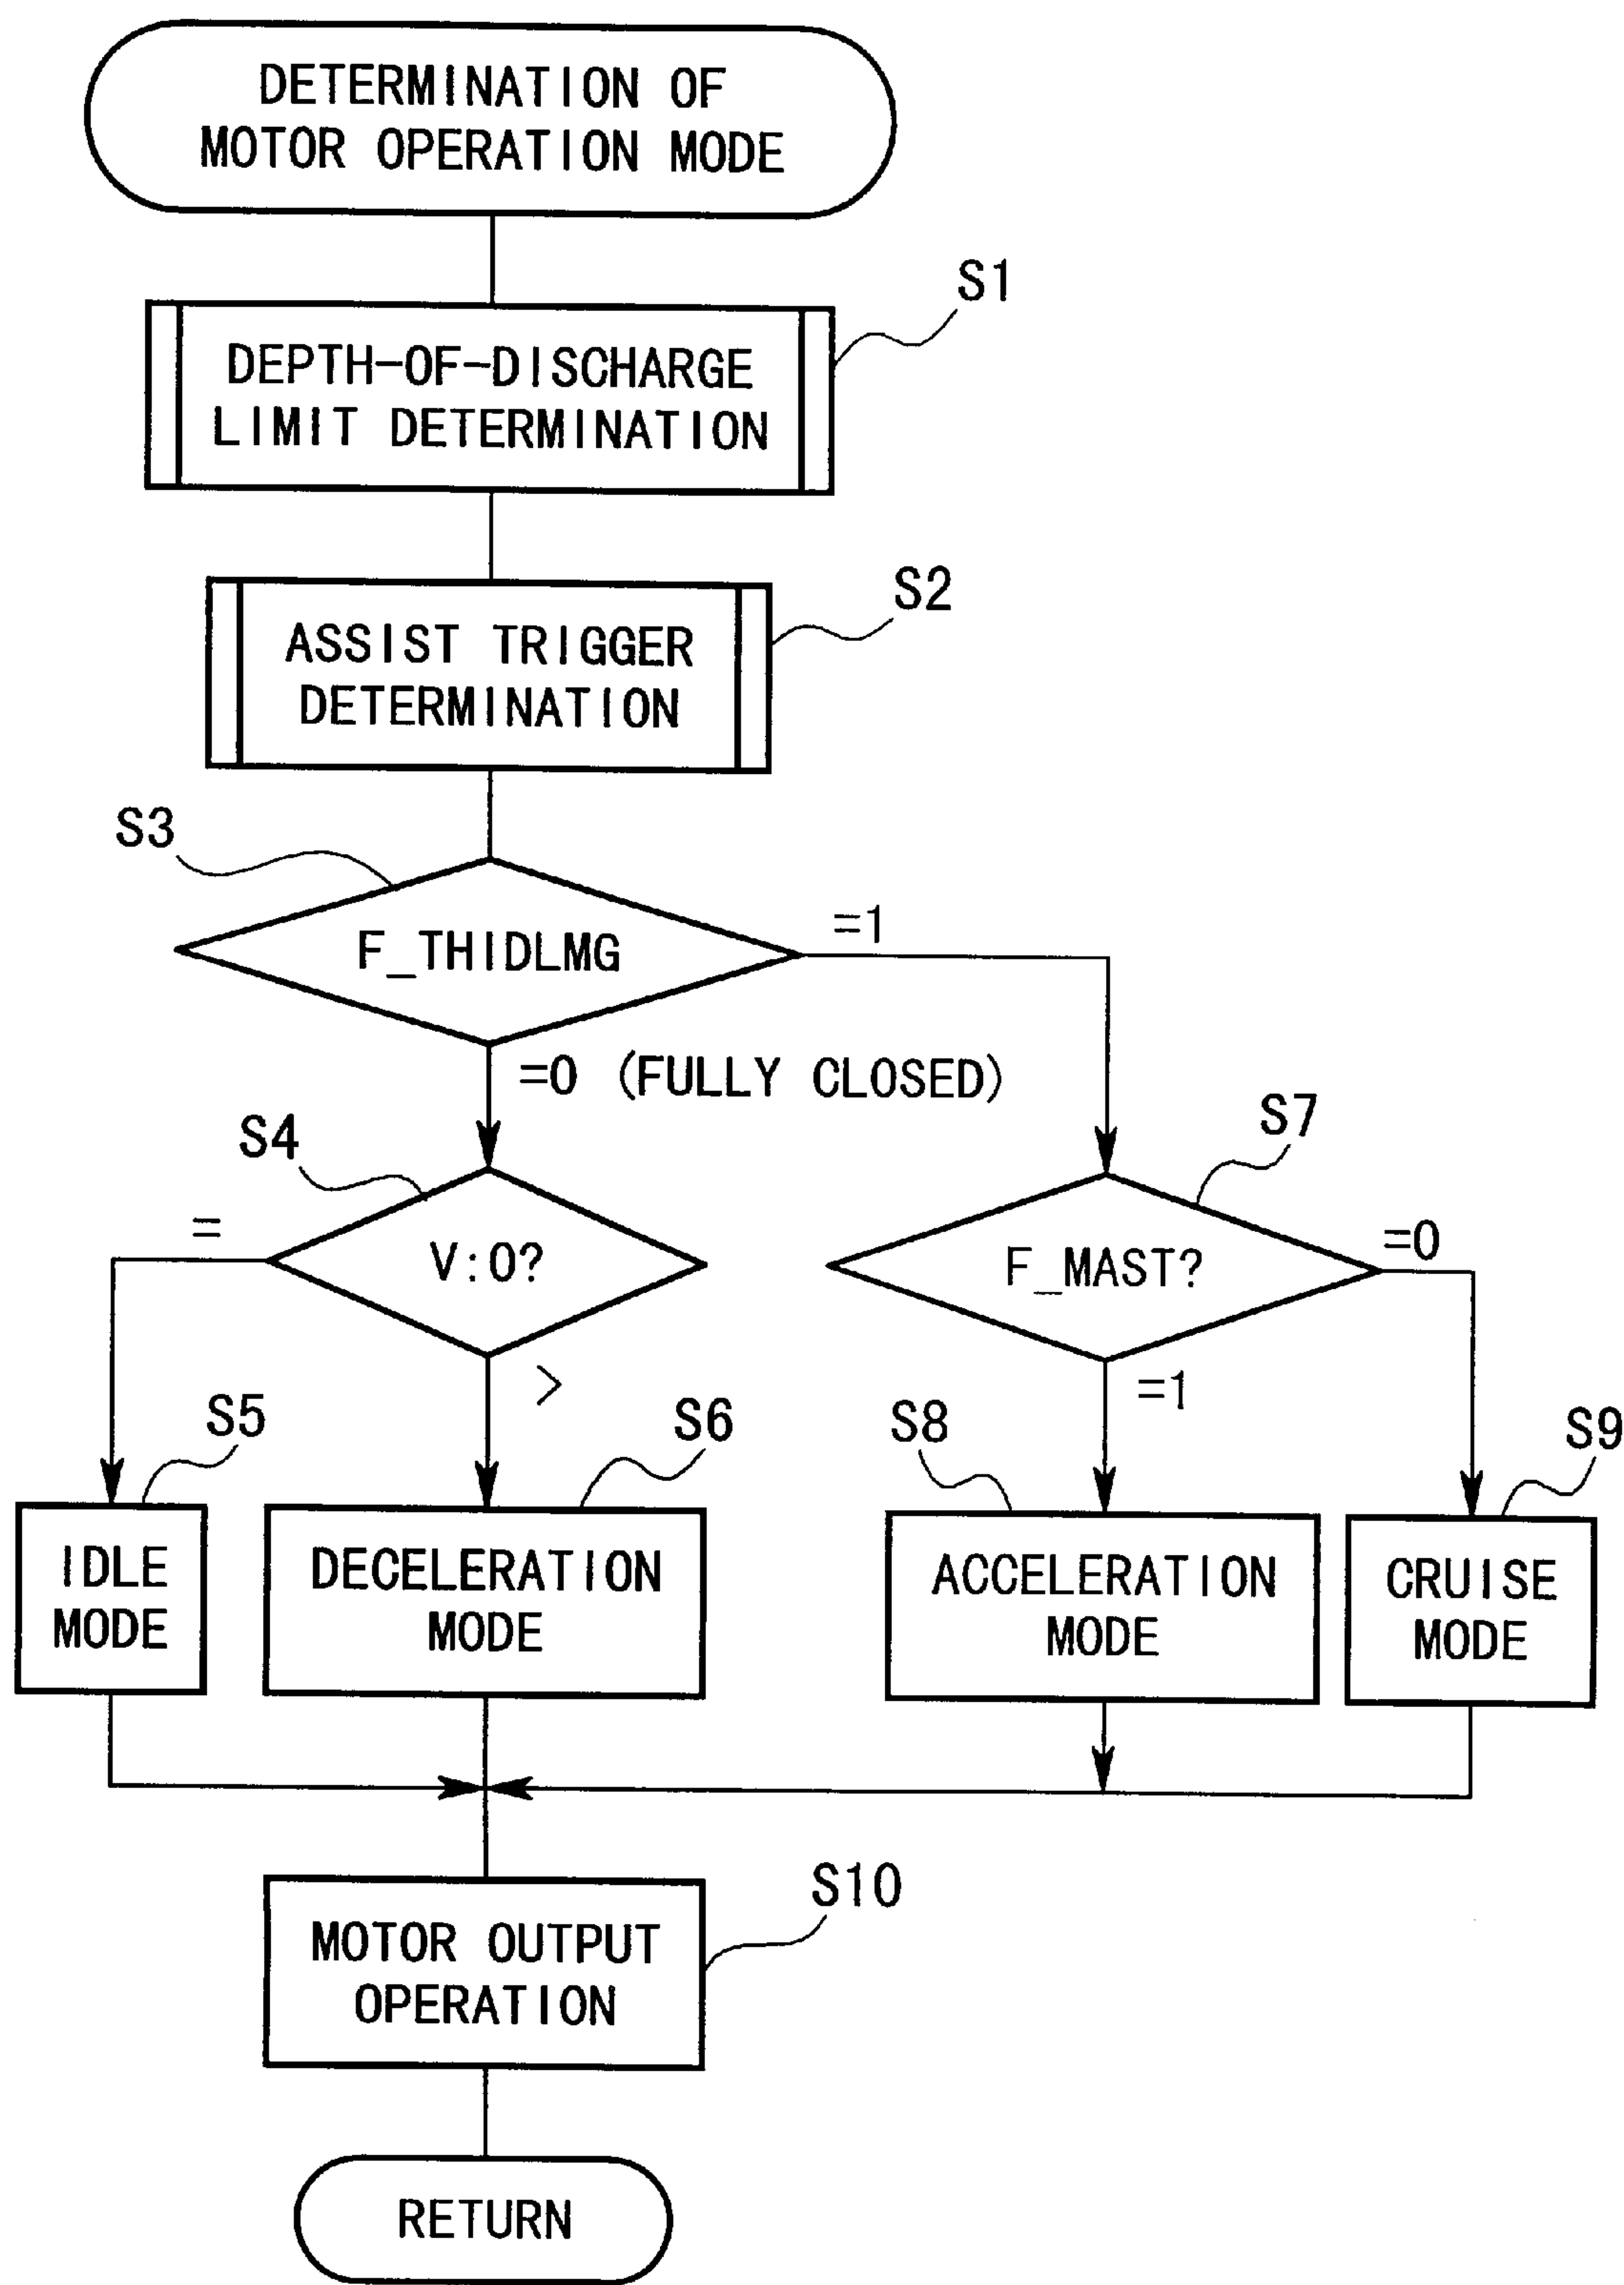 DETERMINATION OF
MOTOR OPERATION MODE
S1
DEPTH-OF-DISCHARGE
LIMIT DETERMINATION
S2
ASSIST TRIGGER
DETERMINATION
S3
F_THIDLMG
=1
=0 (FULLY CLOSED)
S4
S7
=
V:0?
F_MAST?
=0
>
=1
S5
S6
S8
S9
IDLE
MODE
DECELERATION
MODE
ACCELERATION
MODE
CRUISE
MODE
S10
MOTOR OUTPUT
OPERATION
RETURN